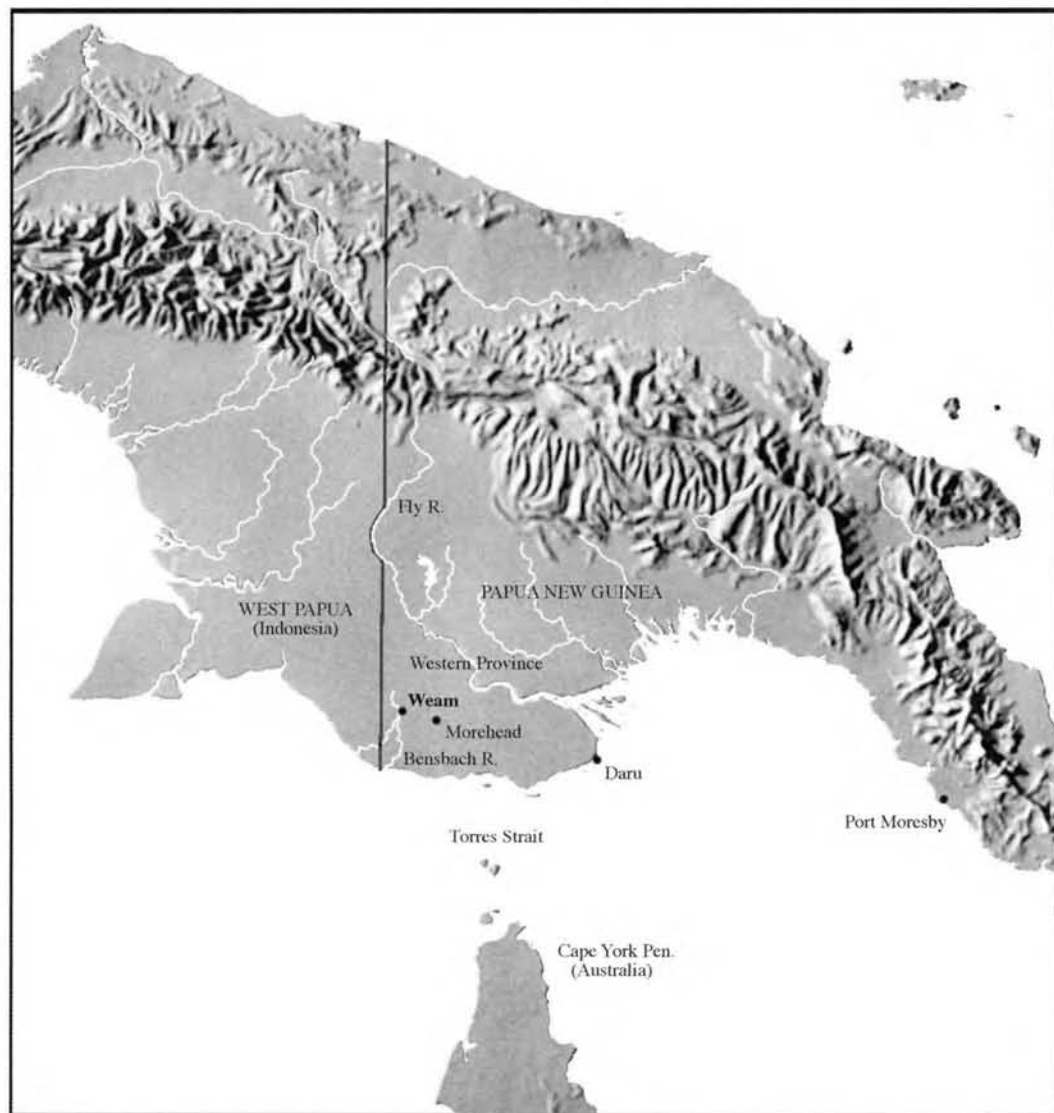 Fly R.
WEST PAPUA
(Indonesia)
PAPUA NEW GUINEA
Western Province
Weam
Morehead
Bensbach R.
Daru
Port Moresby
Torres Strait
Cape York Pen.
(Australia)